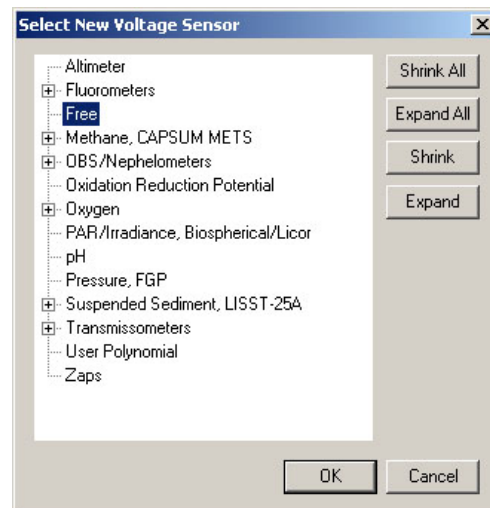 Select New Voltage Sensor
Altimeter
Fluorometers
Free
Methane, CAPSUM METS
OBS/Nephelometers
Oxidation Reduction Potential
Oxygen
PAR/Irradiance, Biospherical/Licor
pH
Pressure, FGP
Suspended Sediment, LISST-25A
Transmissometers
User Polynomial
Zaps
Shrink All
Expand All
Shrink
Expand
OK
Cancel